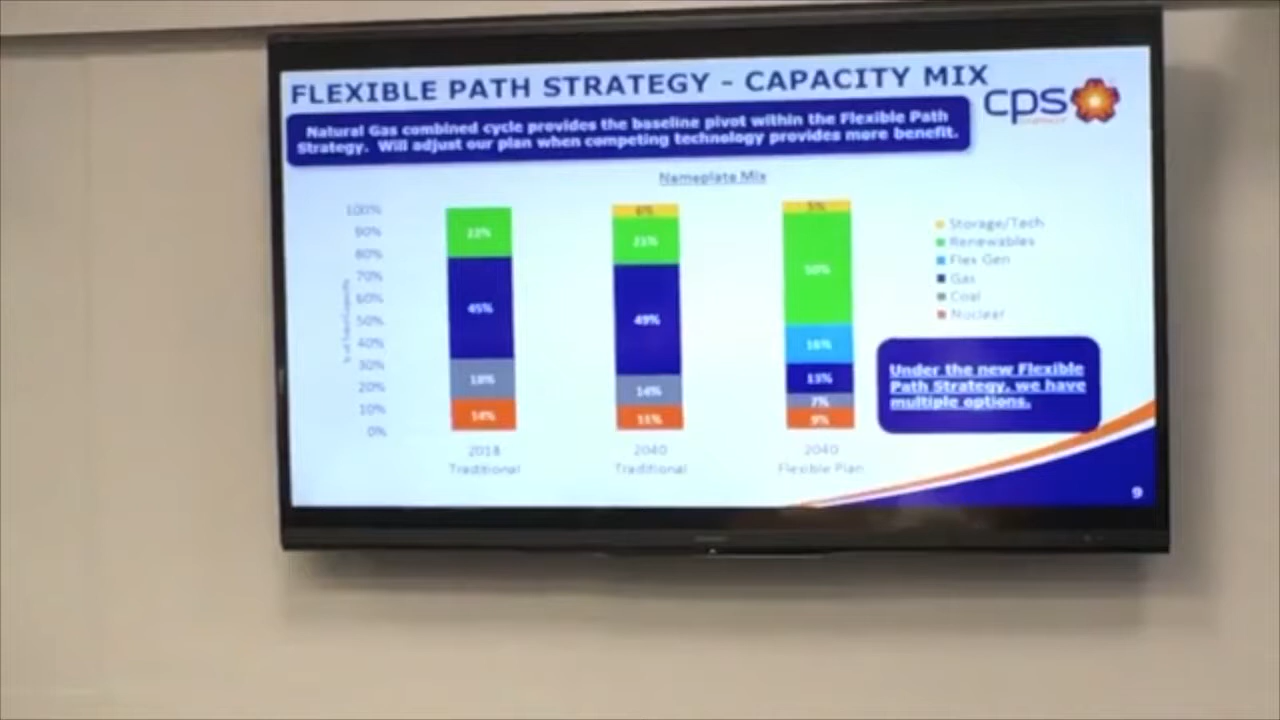 FLEXIBLE PATH STRATEGY - CAPACITY MIX
cps
Natural Gas combined cycle provides the baseline pivot within the Flexible Path
Strategy. Will adjust our plan when competing technology provides more benefit.
Nameplate Mix
100%
90%
80%
70%
60%
50%
40%
30%
20%
10%
0%
45%
14%
2018
Traditional
6%
21%
49%
14%
11%
2040
Traditional
5%
50%
16%
7%
9%
2040
Flexible Plan
Storage/Tech
Renewables
Flex Gen
Gas
Coal
Nuclear
Under the new Flexible
Path Strategy, we have
multiple options.
9